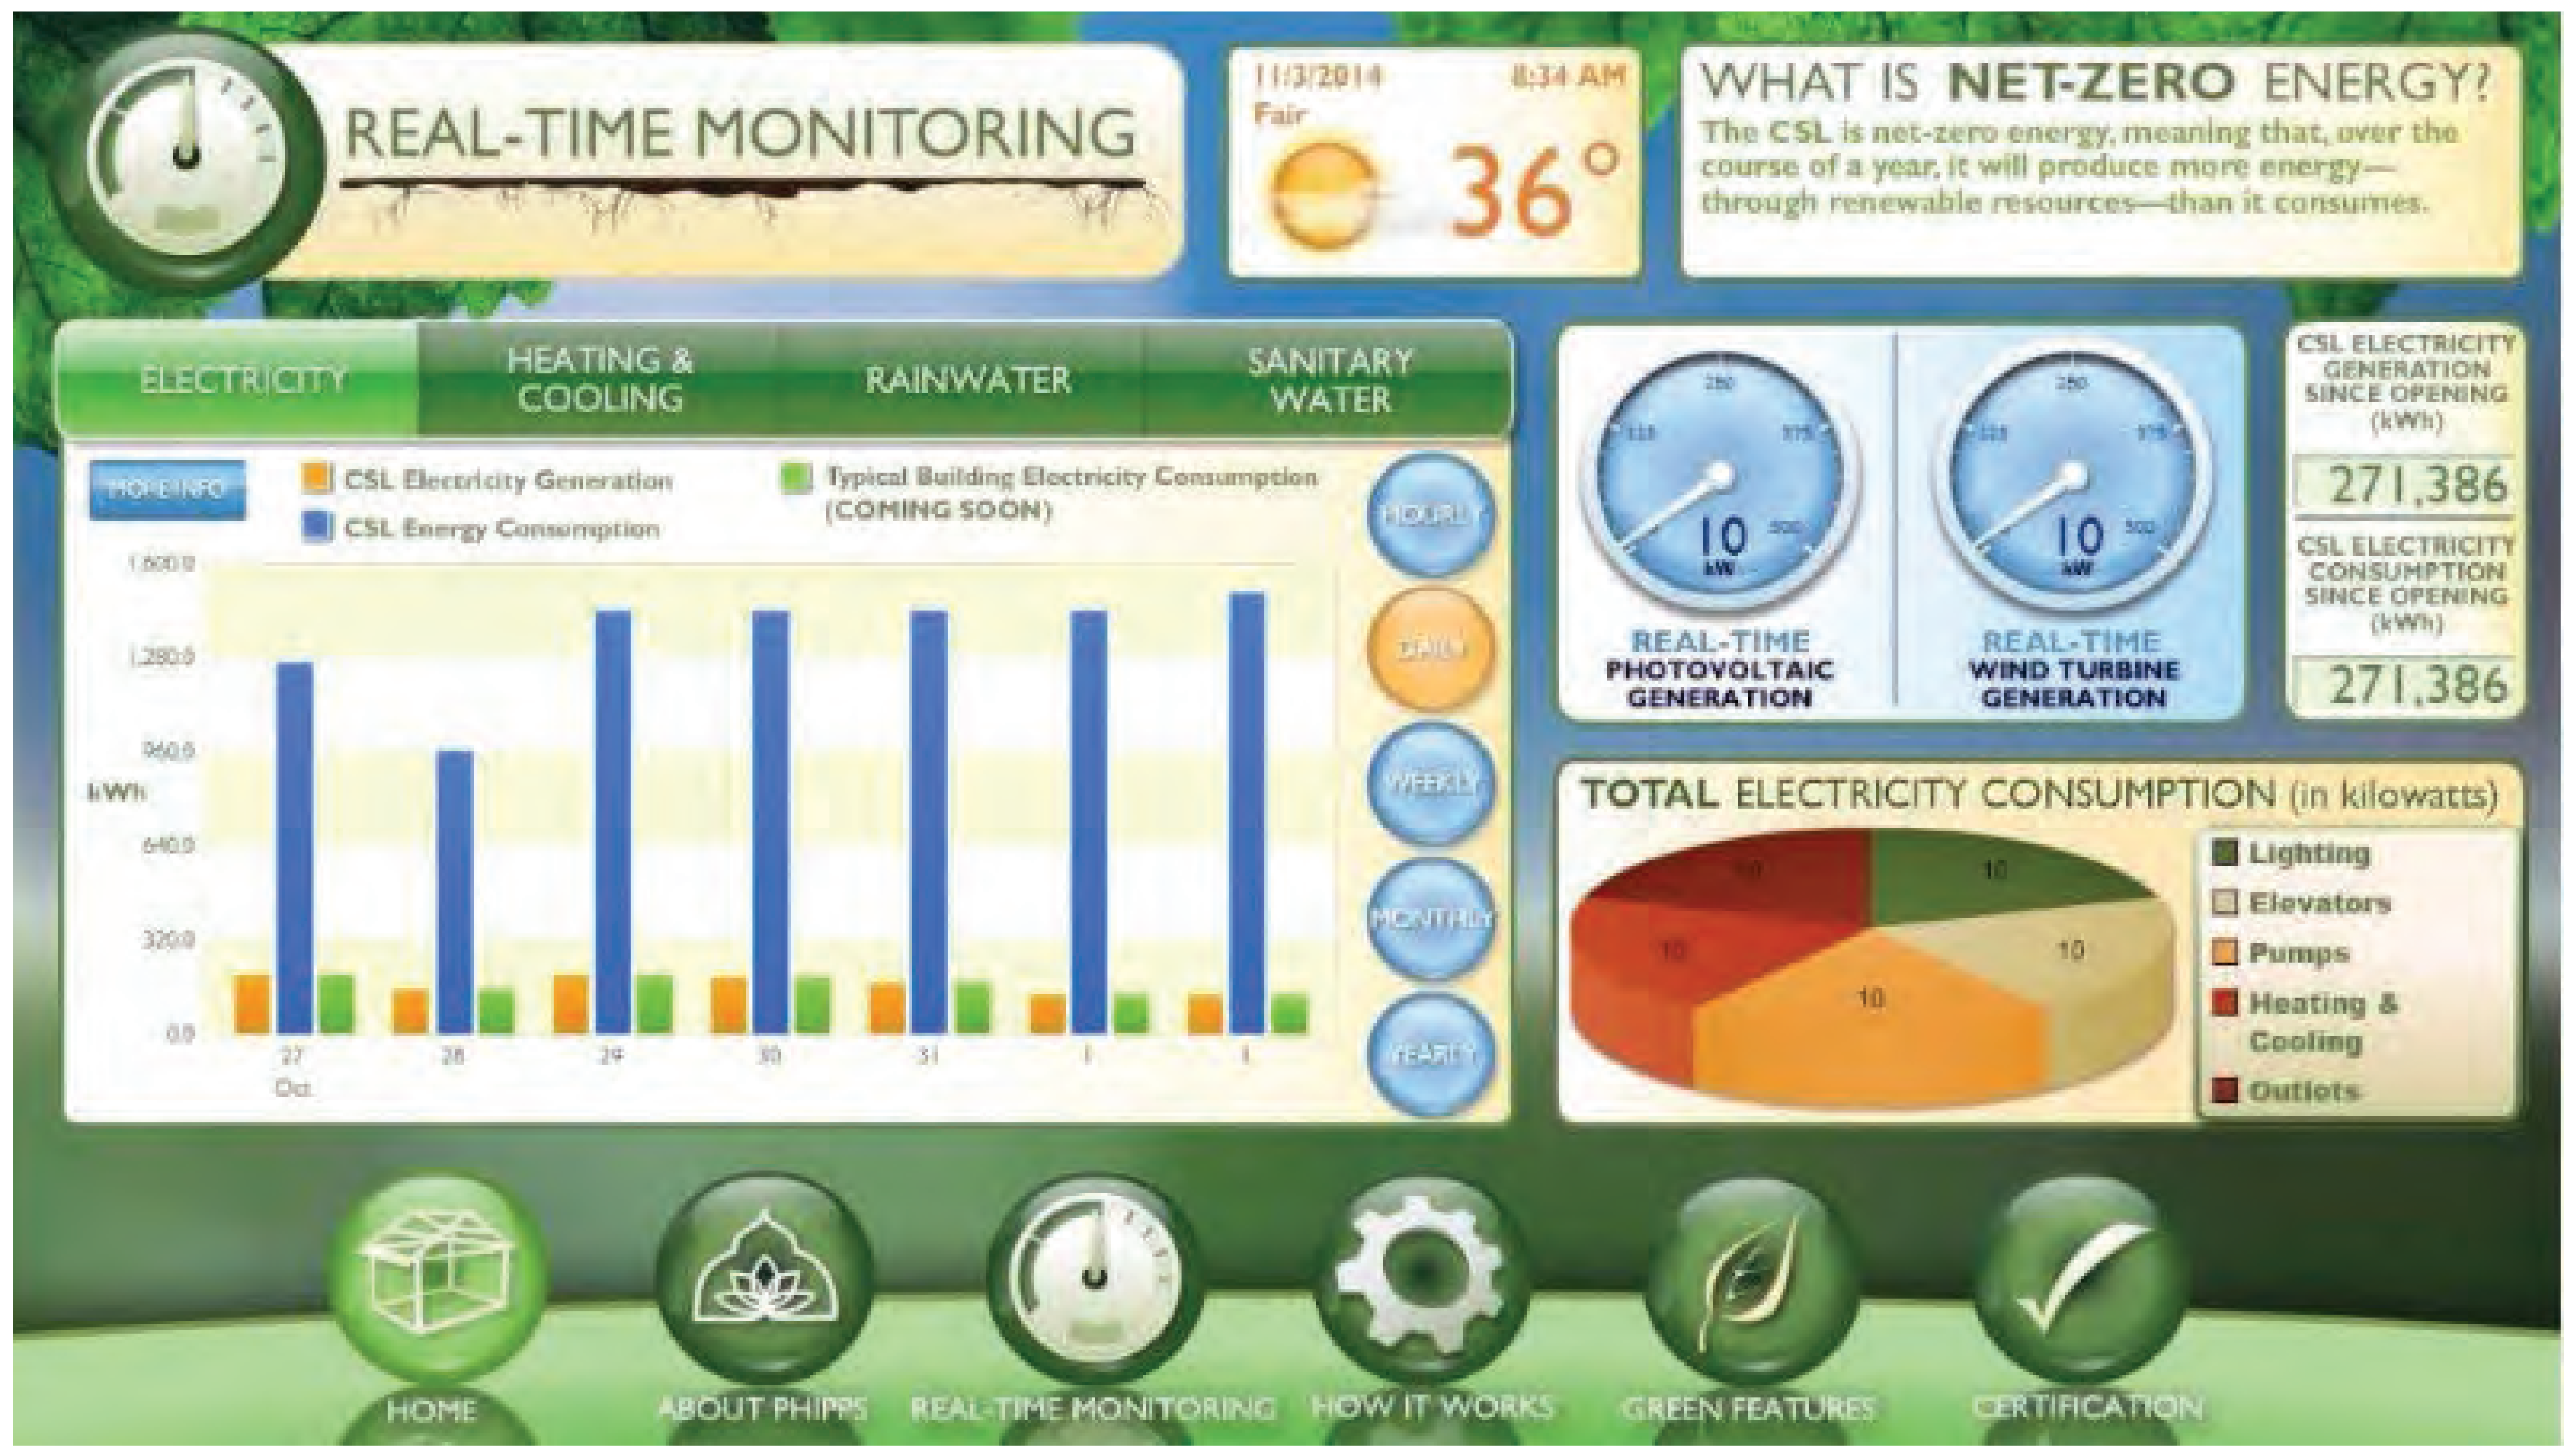 REAL-TIME MONITORING
11/3/2014 8:34 AM
Fair
36°
WHAT IS NET-ZERO ENERGY?
The CSL is net-zero energy, meaning that, over the
course of a year, it will produce more energy—
through renewable resources—than it consumes.
ELECTRICITY
HEATING &
COOLING
RAINWATER
SANITARY
WATER
MORE INFO
CSL Electricity Generation
CSL Energy Consumption
Typical Building Electricity Consumption
(COMING SOON)
HOURLY
DAILY
WEEKLY
MONTHLY
YEARLY
1,600.0
1,280.0
960.0
kWh
640.0
320.0
0.0
27 28 29 30 31 1 1
Oct
250
375
500
10
kW
REAL-TIME
PHOTOVOLTAIC
GENERATION
250
375
500
10
kW
REAL-TIME
WIND TURBINE
GENERATION
CSL ELECTRICITY
GENERATION
SINCE OPENING
(kWh)
271,386
CSL ELECTRICITY
CONSUMPTION
SINCE OPENING
(kWh)
271,386
TOTAL ELECTRICITY CONSUMPTION (in kilowatts)
10
10
10
10
10
Lighting
Elevators
Pumps
Heating &
Cooling
Outlets
HOME
ABOUT PHIPPS
REAL-TIME MONITORING
HOW IT WORKS
GREEN FEATURES
CERTIFICATION